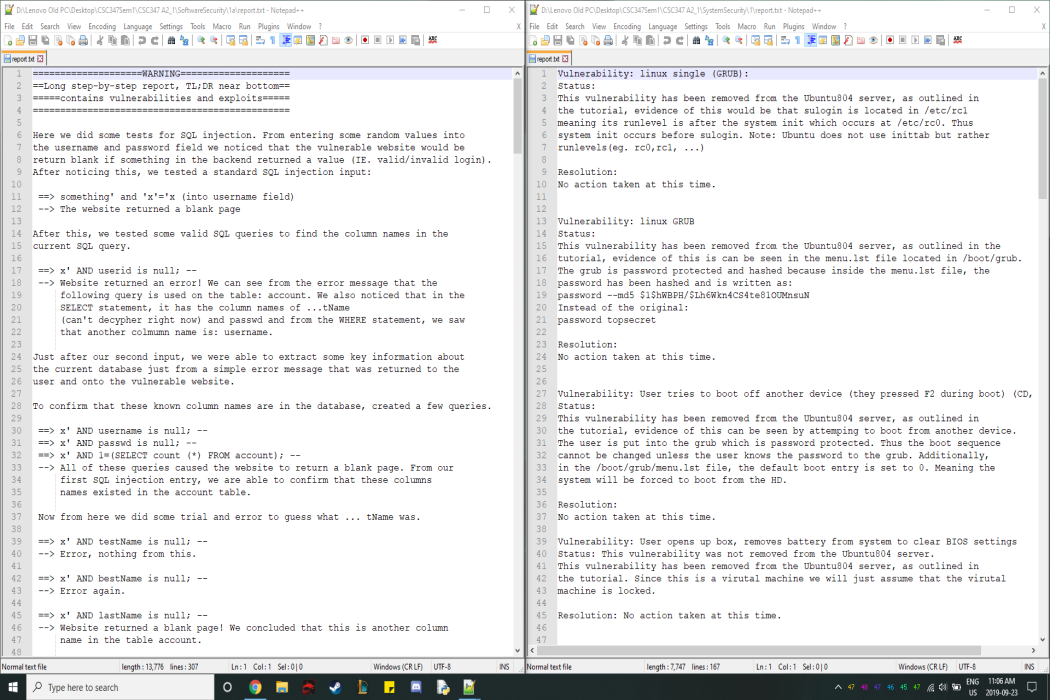 D:\Lenovo Old PC\Desktop\CSC347Sem1\CSC347 A2_1\SoftwareSecurity\1a\report.txt - Notepad++
File Edit Search View Encoding Language Settings Tools Macro Run Plugins Window ? X
report.txt
1 ====================WARNING====================
2 ==Long step-by-step report, TL;DR near bottom==
3 =====contains vulnerabilities and exploits=====
4 ===============================================
5
6 Here we did some tests for SQL injection. From entering some random values into
7 the username and password field we noticed that the vulnerable website would be
8 return blank if something in the backend returned a value (IE. valid/invalid login).
9 After noticing this, we tested a standard SQL injection input:
10
11 ==> something' and 'x'='x (into username field)
12 --> The website returned a blank page
13
14 After this, we tested some valid SQL queries to find the column names in the
15 current SQL query.
16
17 ==> x' AND userid is null; --
18 --> Website returned an error! We can see from the error message that the
19 following query is used on the table: account. We also noticed that in the
20 SELECT statement, it has the column names of ...tName
21 (can't decypher right now) and passwd and from the WHERE statement, we saw
22 that another colmumn name is: username.
23
24 Just after our second input, we were able to extract some key information about
25 the current database just from a simple error message that was returned to the
26 user and onto the vulnerable website.
27
28 To confirm that these known column names are in the database, created a few queries.
29
30 ==> x' AND username is null; --
31 ==> x' AND passwd is null; --
32 ==> x' AND 1=(SELECT count (*) FROM account); --
33 --> All of these queries caused the website to return a blank page. From our
34 first SQL injection entry, we are able to confirm that these columns
35 names existed in the account table.
36
37 Now from here we did some trial and error to guess what ... tName was.
38
39 ==> x' AND testName is null; --
40 --> Error, nothing from this.
41
42 ==> x' AND bestName is null; --
43 --> Error again.
44
45 ==> x' AND lastName is null; --
46 --> Website returned a blank page! We concluded that this is another column
47 name in the table account.
48
Normal text file length : 13,776 lines : 307 Ln : 1 Col : 1 Sel : 0 | 0 Windows (CR LF) UTF-8 INS
D:\Lenovo Old PC\Desktop\CSC347Sem1\CSC347 A2_1\SystemSecurity\1\report.txt - Notepad++
File Edit Search View Encoding Language Settings Tools Macro Run Plugins Window ? X
report.txt
1 Vulnerability: linux single (GRUB):
2 Status:
3 This vulnerability has been removed from the Ubuntu804 server, as outlined in
4 the tutorial, evidence of this would be that sulogin is located in /etc/rc1
5 meaning its runlevel is after the system init which occurs at /etc/rc0. Thus
6 system init occurs before sulogin. Note: Ubuntu does not use inittab but rather
7 runlevels(eg. rc0,rc1, ...)
8
9 Resolution:
10 No action taken at this time.
11
12
13 Vulnerability: linux GRUB
14 Status:
15 This vulnerability has been removed from the Ubuntu804 server, as outlined in the
16 tutorial, evidence of this is can be seen in the menu.lst file located in /boot/grub.
17 The grub is password protected and hashed because inside the menu.lst file, the
18 password has been hashed and is written as:
19 password --md5 $1$hWBPH/$Lh6Wkn4CS4te81OUMnsuN
20 Instead of the original:
21 password topsecret
22
23 Resolution:
24 No action taken at this time.
25
26
27 Vulnerability: User tries to boot off another device (they pressed F2 during boot) (CD,
28 Status:
29 This vulnerability has been removed from the Ubuntu804 server, as outlined in
30 the tutorial, evidence of this can be seen by attemping to boot from another device.
31 The user is put into the grub which is password protected. Thus the boot sequence
32 cannot be changed unless the user knows the password to the grub. Additionally,
33 in the /boot/grub/menu.lst file, the default boot entry is set to 0. Meaning the
34 system will be forced to boot from the HD.
35
36 Resolution:
37 No action taken at this time.
38
39 Vulnerability: User opens up box, removes battery from system to clear BIOS settings
40 Status: This vulnerability was not removed from the Ubuntu804 server.
41 This vulnerability has been removed from the Ubuntu804 server, as outlined in
42 the tutorial. Since this is a virutal machine we will just assume that the virutal
43 machine is locked.
44
45 Resolution: No action taken at this time.
46
47
Normal text file length : 7,747 lines : 167 Ln : 1 Col : 1 Sel : 0 | 0 Windows (CR LF) UTF-8 INS
Type here to search
47 48 47 46 45 47 ENG 11:06 AM
US 2019-09-23